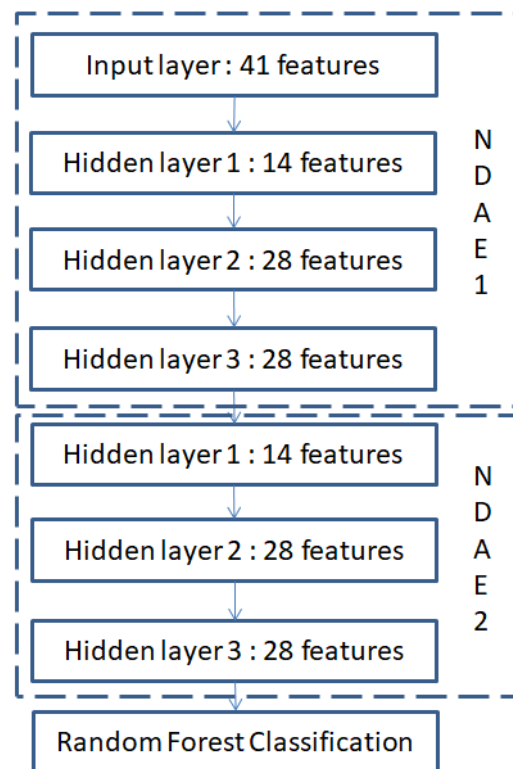 Input layer : 41 features
Hidden layer 1 : 14 features
Hidden layer 2 : 28 features
Hidden layer 3 : 28 features
N
D
A
E
1
Hidden layer 1 : 14 features
Hidden layer 2 : 28 features
Hidden layer 3 : 28 features
N
D
A
E
2
Random Forest Classification